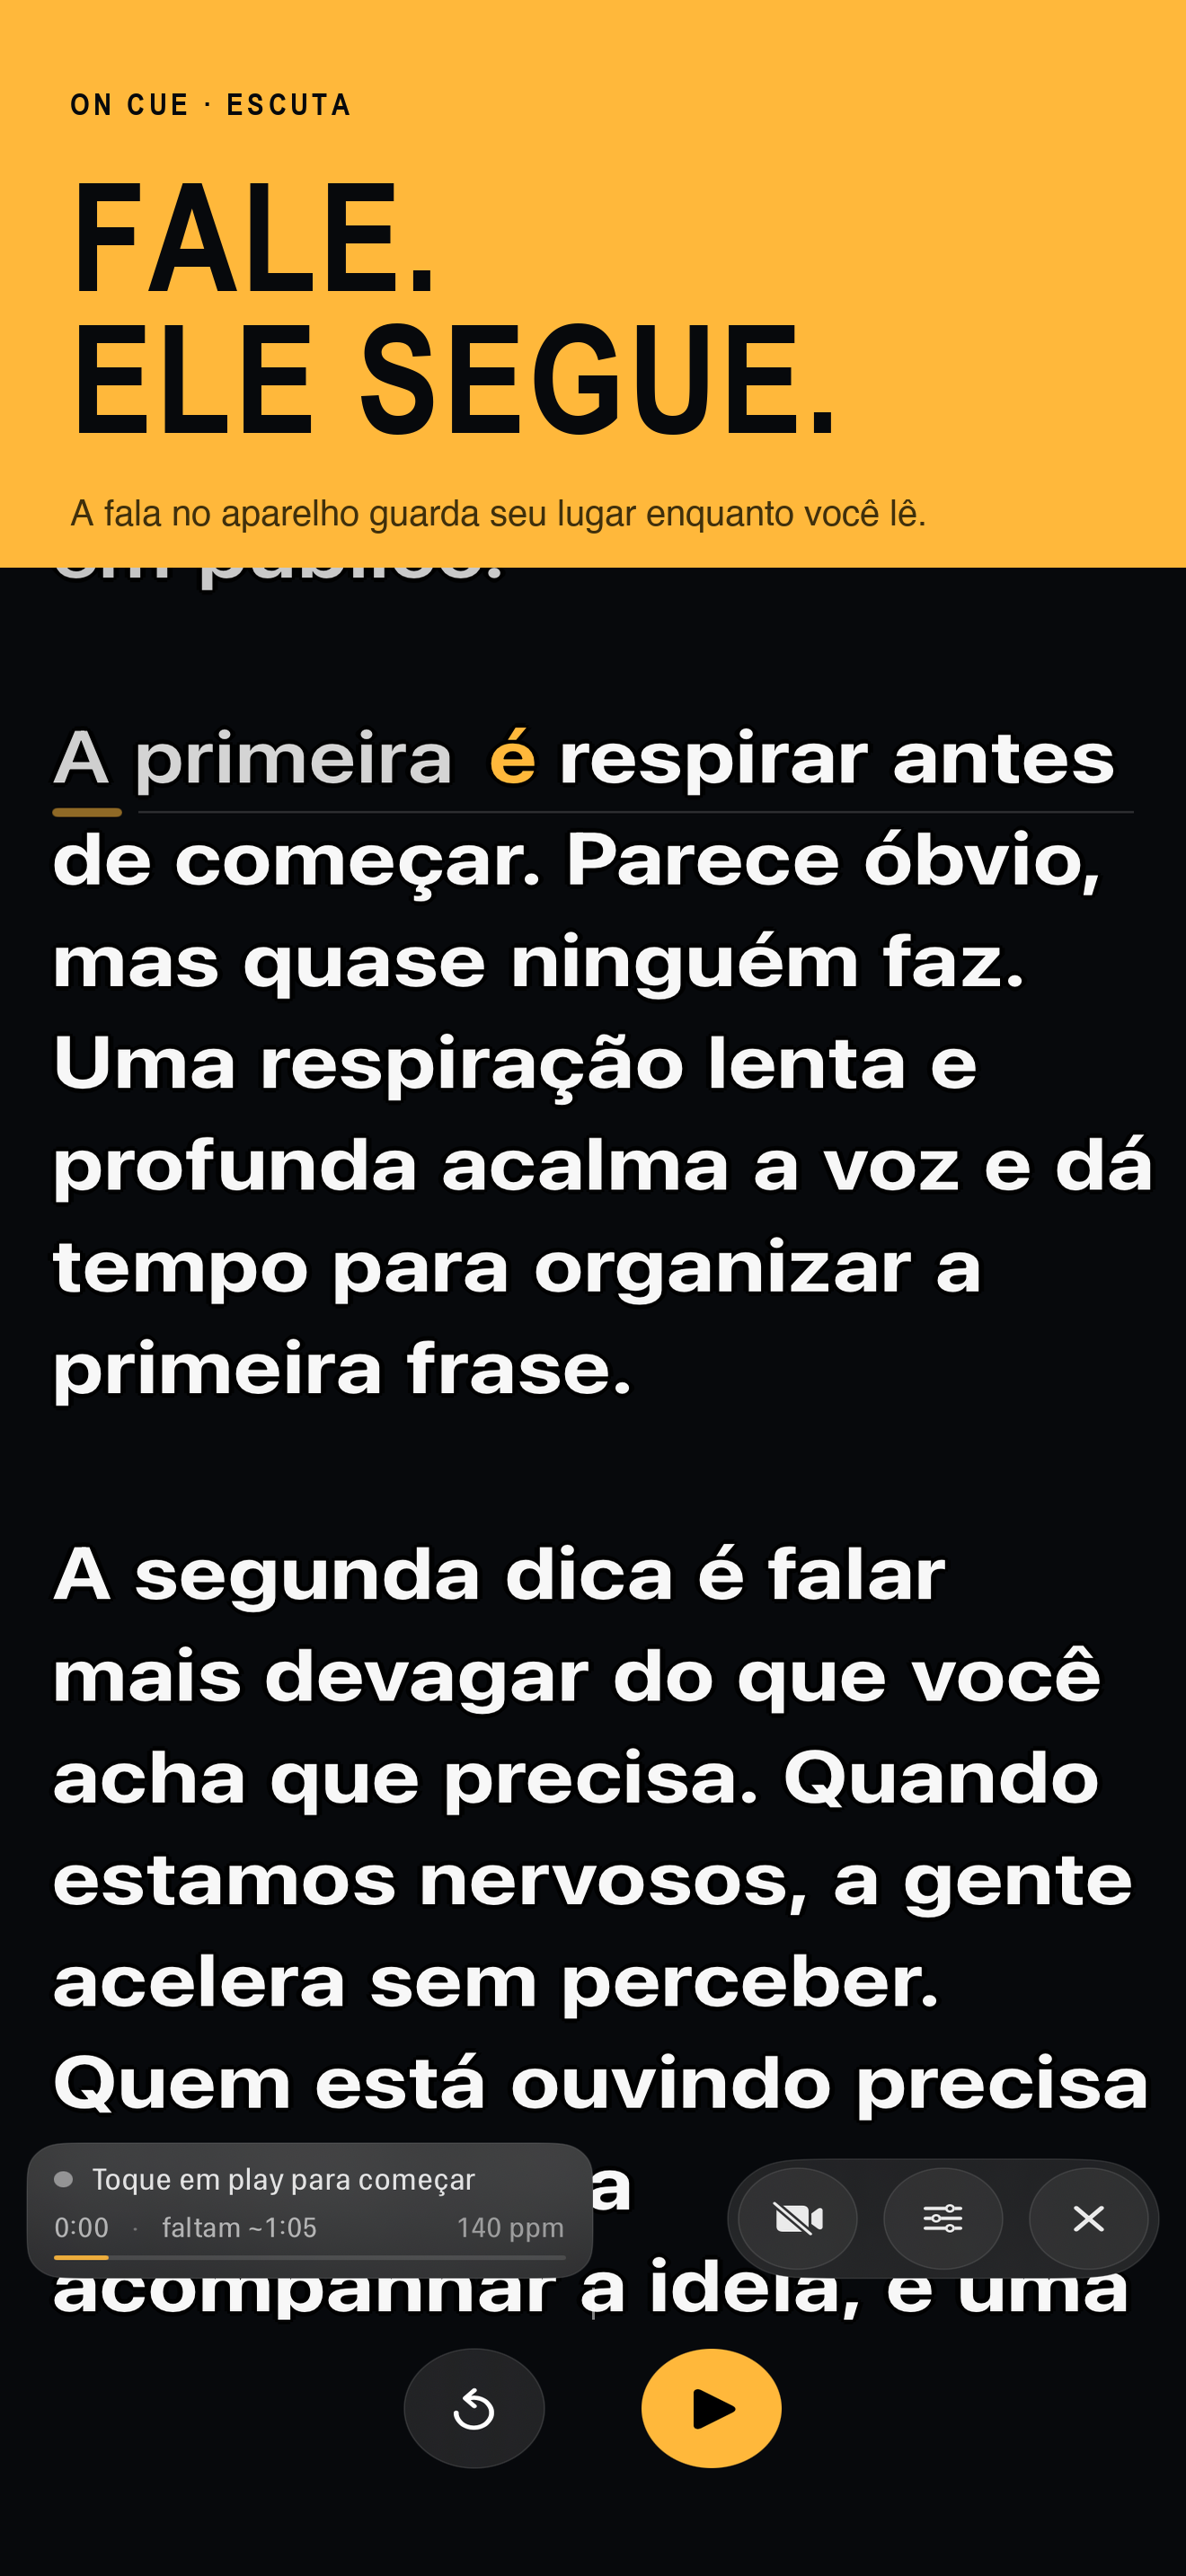 ON CUE · ESCUTA
FALE.
ELE SEGUE.
A fala no aparelho guarda seu lugar enquanto você lê.
em público.
A primeira é respirar antes
de começar. Parece óbvio,
mas quase ninguém faz.
Uma respiração lenta e
profunda acalma a voz e dá
tempo para organizar a
primeira frase.
A segunda dica é falar
mais devagar do que você
acha que precisa. Quando
estamos nervosos, a gente
acelera sem perceber.
Quem está ouvindo precisa
Toque em play para começar
0:00 · faltam ~1:05 140 ppm
acompanhar a ideia, e uma